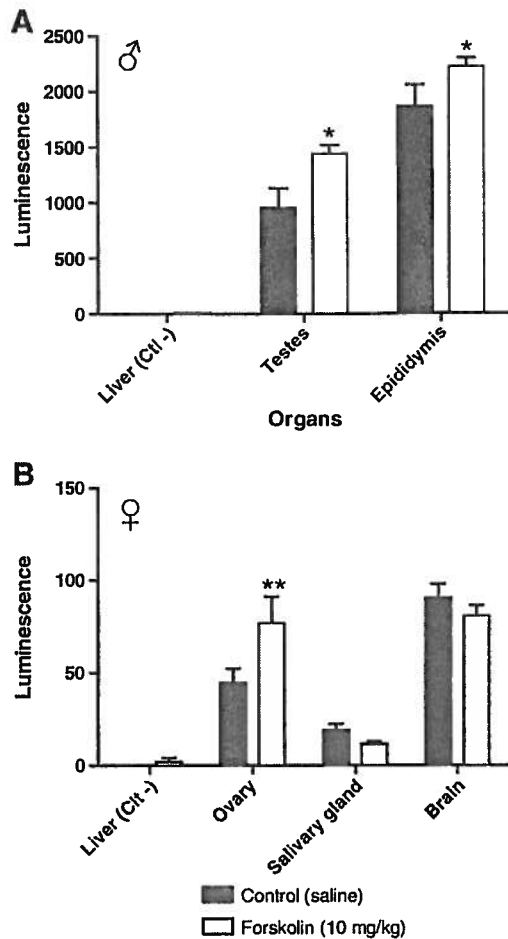 A
♂
2500
2000
1500
1000
500
0
Luminescence
*
*
Liver (Ctl -)
Testes
Epididymis
Organs
B
♀
150
100
50
0
Luminescence
**
Liver (Clt -)
Ovary
Salivary gland
Brain
Control (saline)
Forskolin (10 mg/kg)